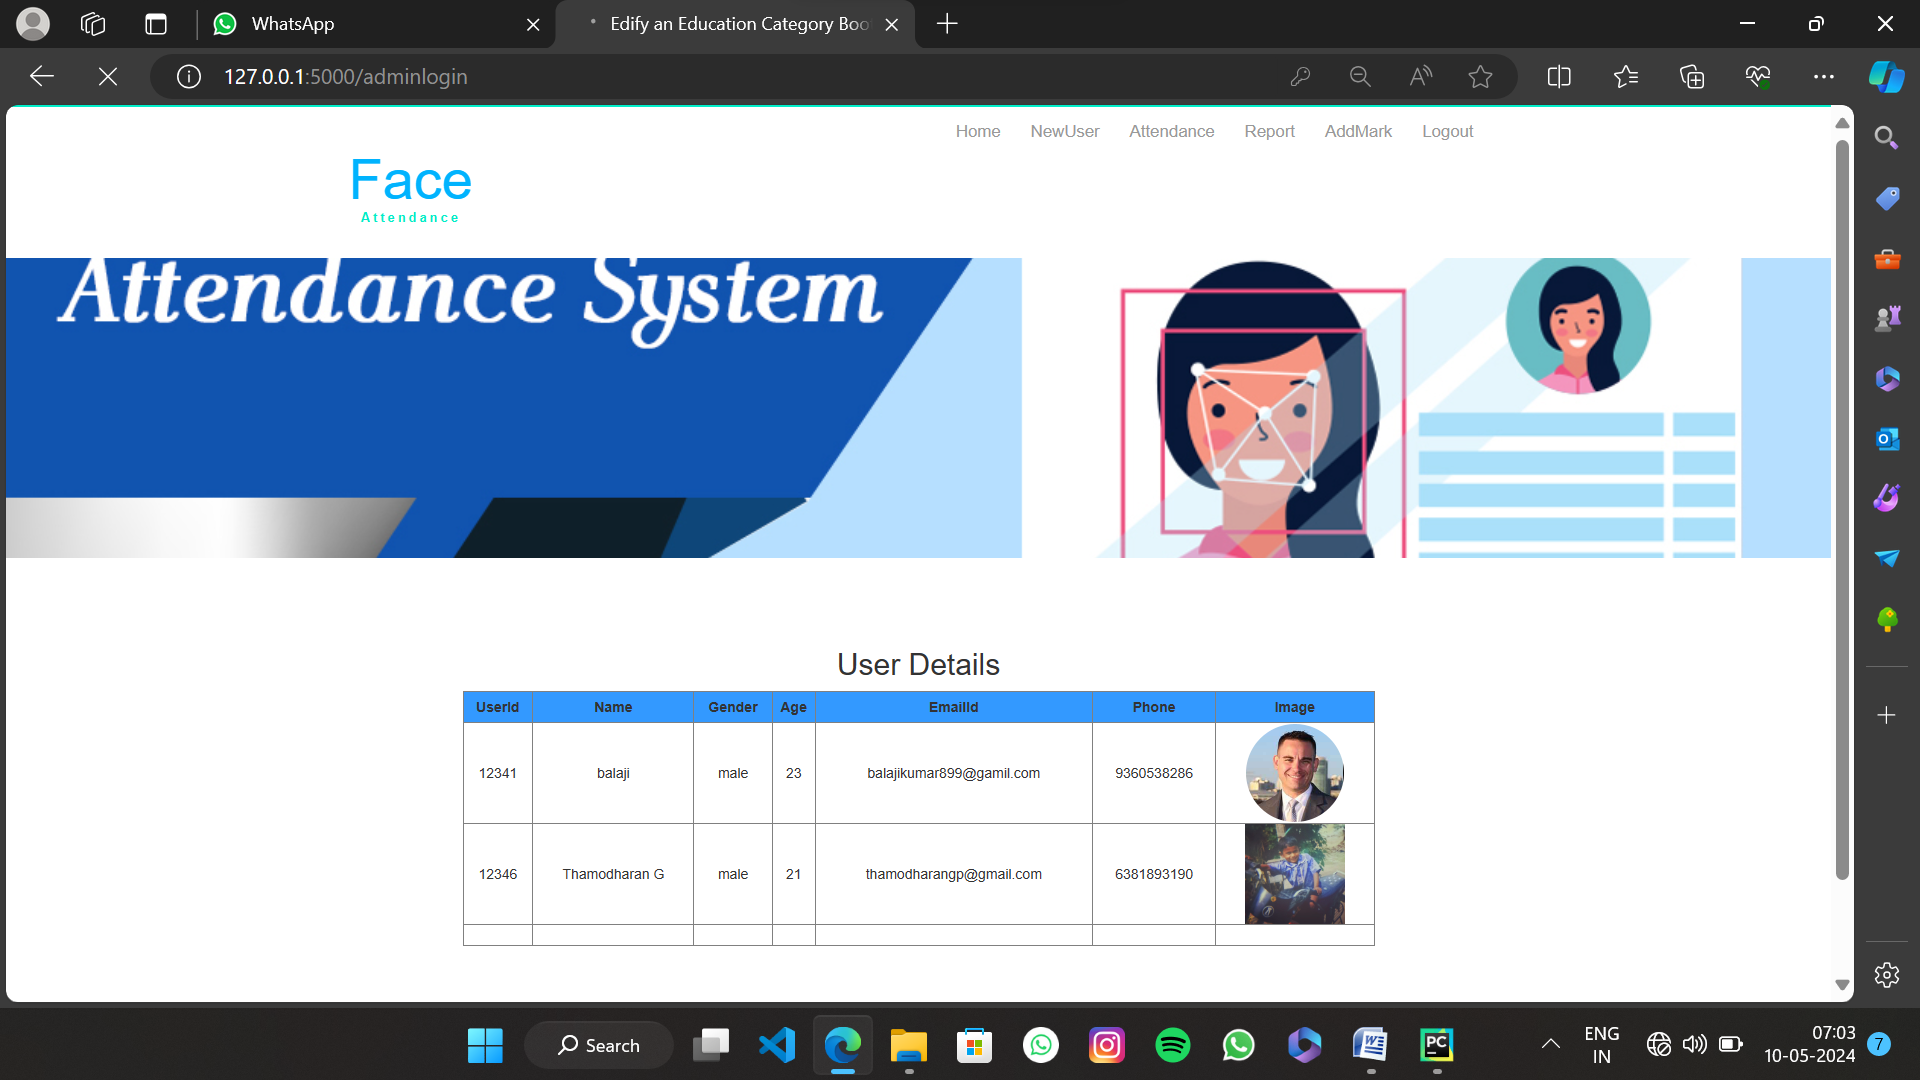 WhatsApp
Edify an Education Category Boo
127.0.0.1:5000/adminlogin
Home NewUser Attendance Report AddMark Logout
Face
Attendance
Attendance System
User Details
UserId Name Gender Age EmailId Phone Image
12341 balaji male 23 balajikumar899@gamil.com 9360538286
12346 Thamodharan G male 21 thamodharangp@gmail.com 6381893190
Search
ENG
IN
07:03
10-05-2024
7